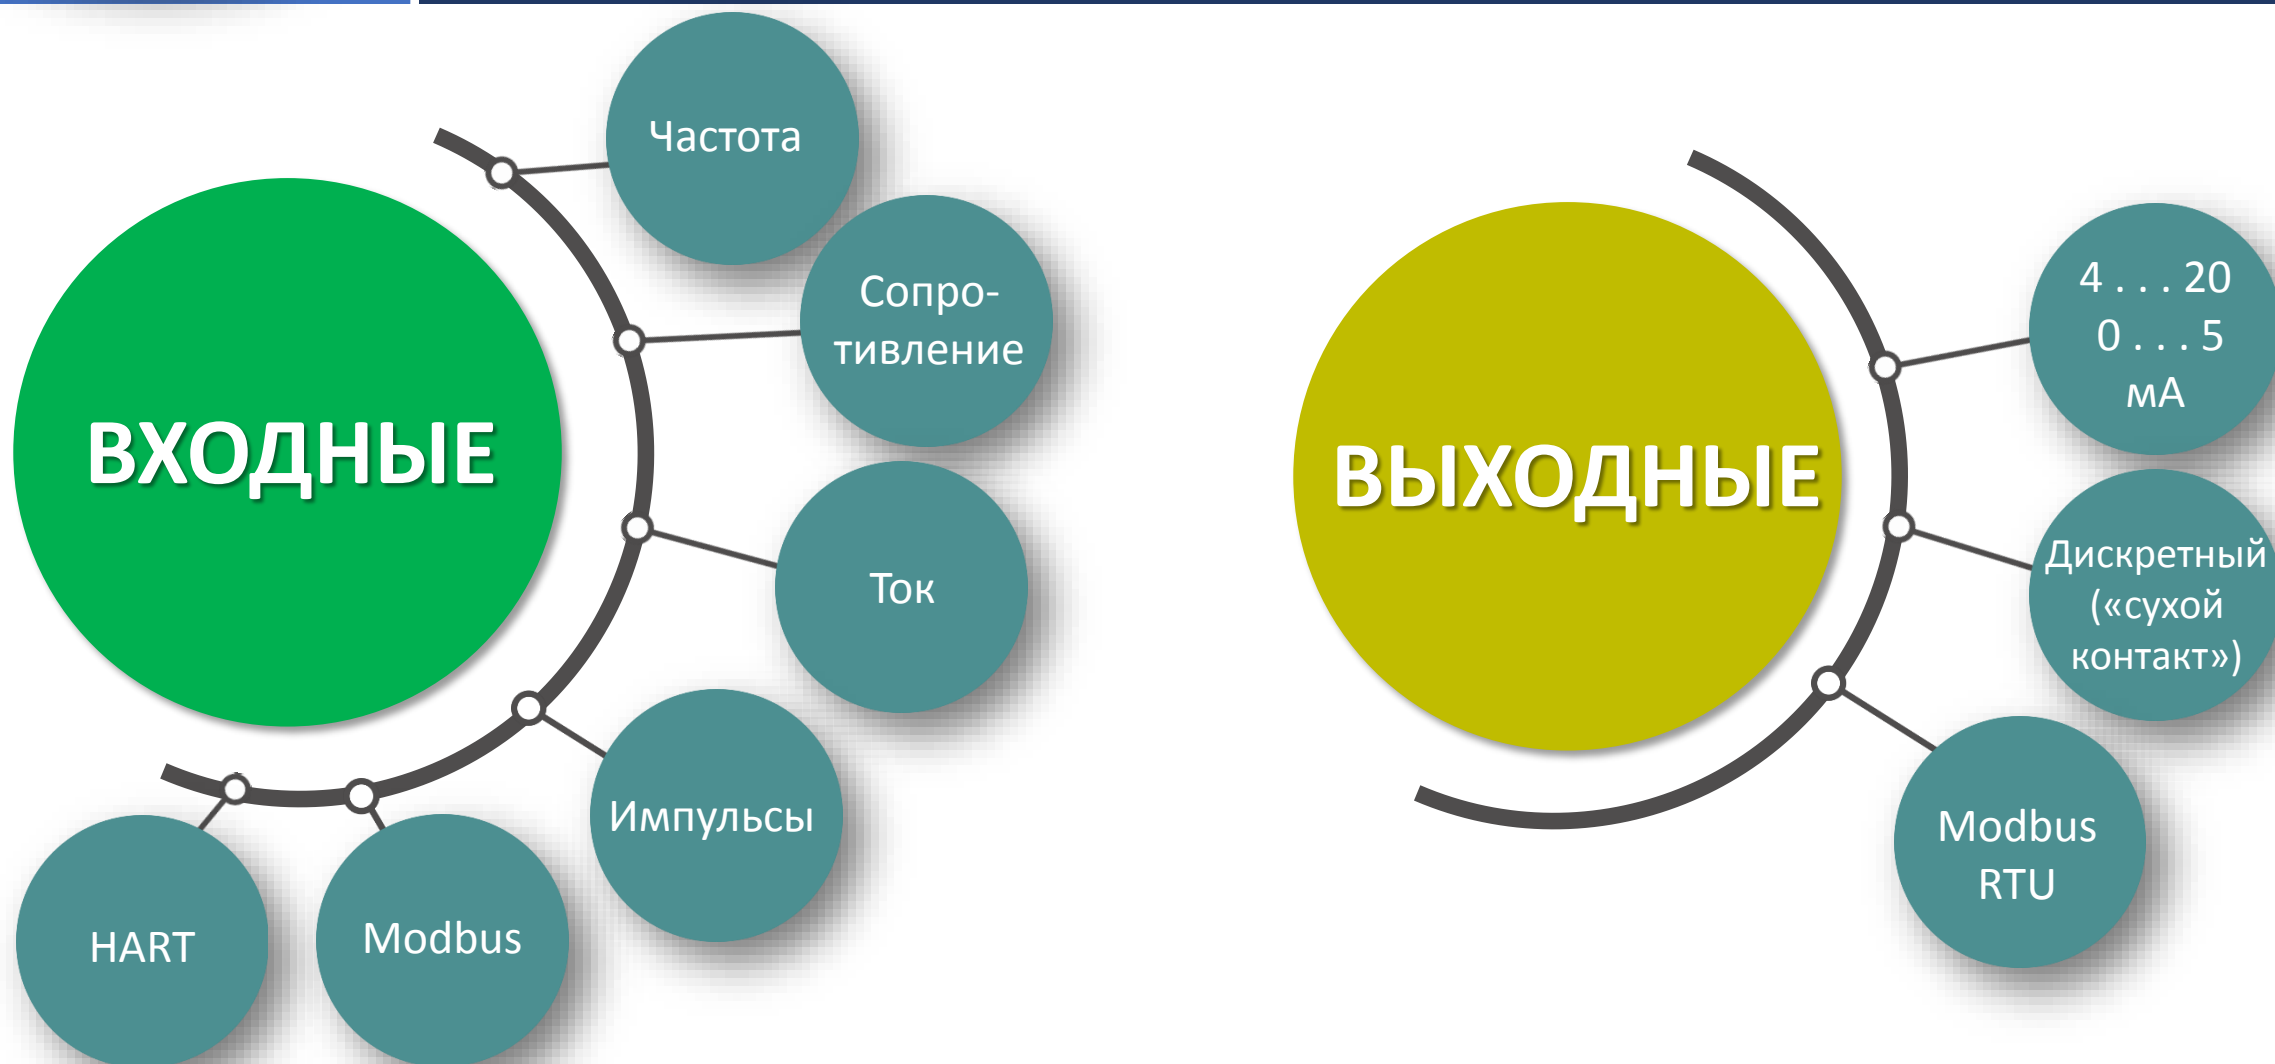 ВХОДНЫЕ
Частота
Сопро-
тивление
Ток
Импульсы
Modbus
HART
ВЫХОДНЫЕ
4 . . . 20
0 . . . 5
мА
Дискретный
(«сухой
контакт»)
Modbus
RTU